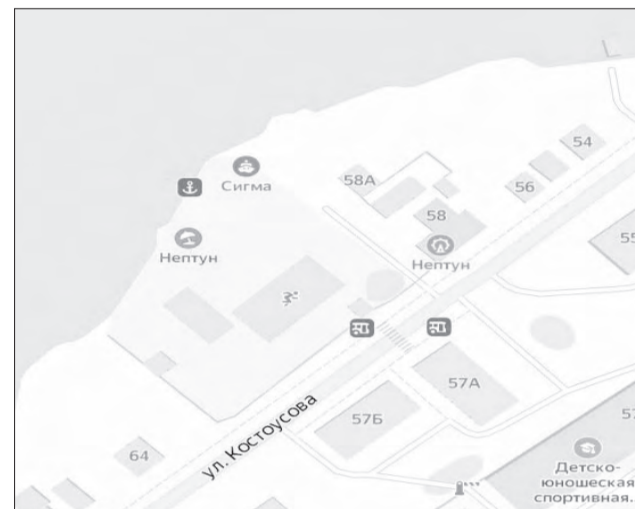 54
58А
Сигма
56
58
55
Нептун
Нептун
57А
57Б
57
ул. Костоусова
64
Детско-
юношеская
спортивная...